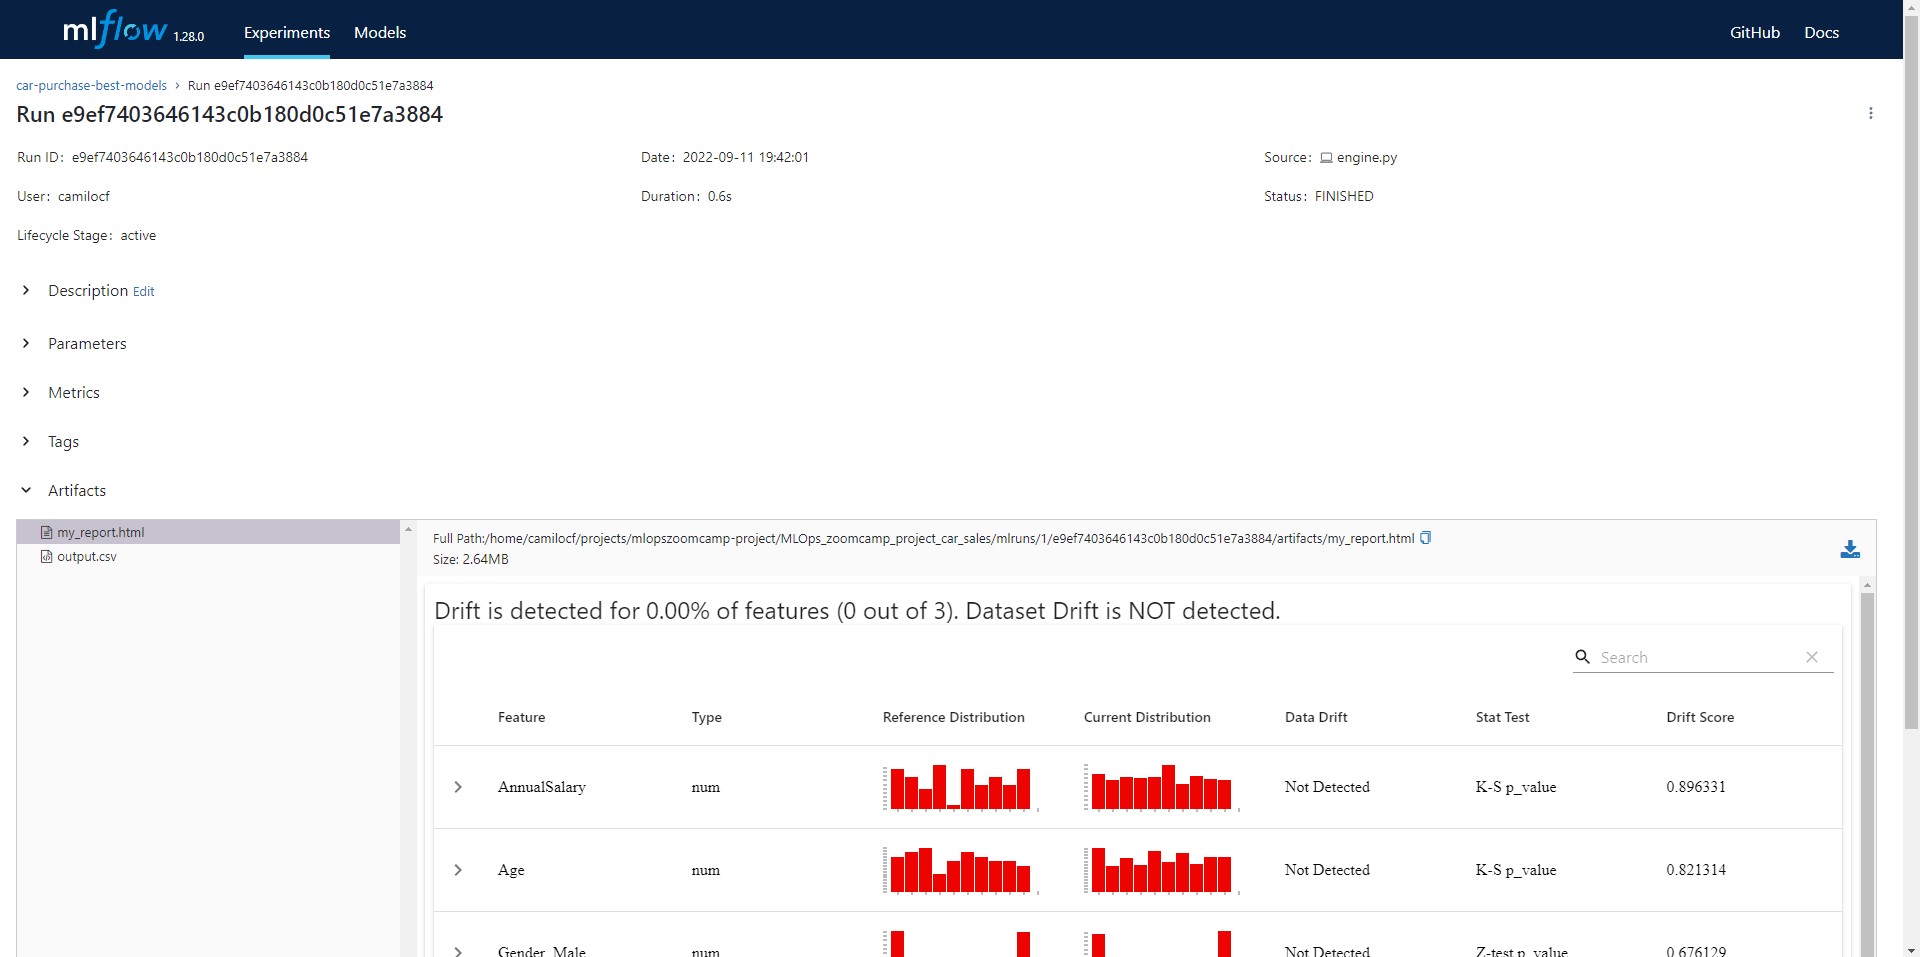 mlflow 1.28.0 Experiments Models GitHub Docs
car-purchase-best-models › Run e9ef7403646143c0b180d0c51e7a3884
Run e9ef7403646143c0b180d0c51e7a3884
Run ID: e9ef7403646143c0b180d0c51e7a3884 Date: 2022-09-11 19:42:01 Source: engine.py
User: camilocf Duration: 0.6s Status: FINISHED
Lifecycle Stage: active
Description Edit
Parameters
Metrics
Tags
Artifacts
my_report.html
output.csv
Full Path:/home/camilocf/projects/mlopszoomcamp-project/MLOps_zoomcamp_project_car_sales/mlruns/1/e9ef7403646143c0b180d0c51e7a3884/artifacts/my_report.html
Size: 2.64MB
Drift is detected for 0.00% of features (0 out of 3). Dataset Drift is NOT detected.
Search
Feature Type Reference Distribution Current Distribution Data Drift Stat Test Drift Score
AnnualSalary num Not Detected K-S p_value 0.896331
Age num Not Detected K-S p_value 0.821314
Gender_Male num Not Detected Z-test p_value 0.676129